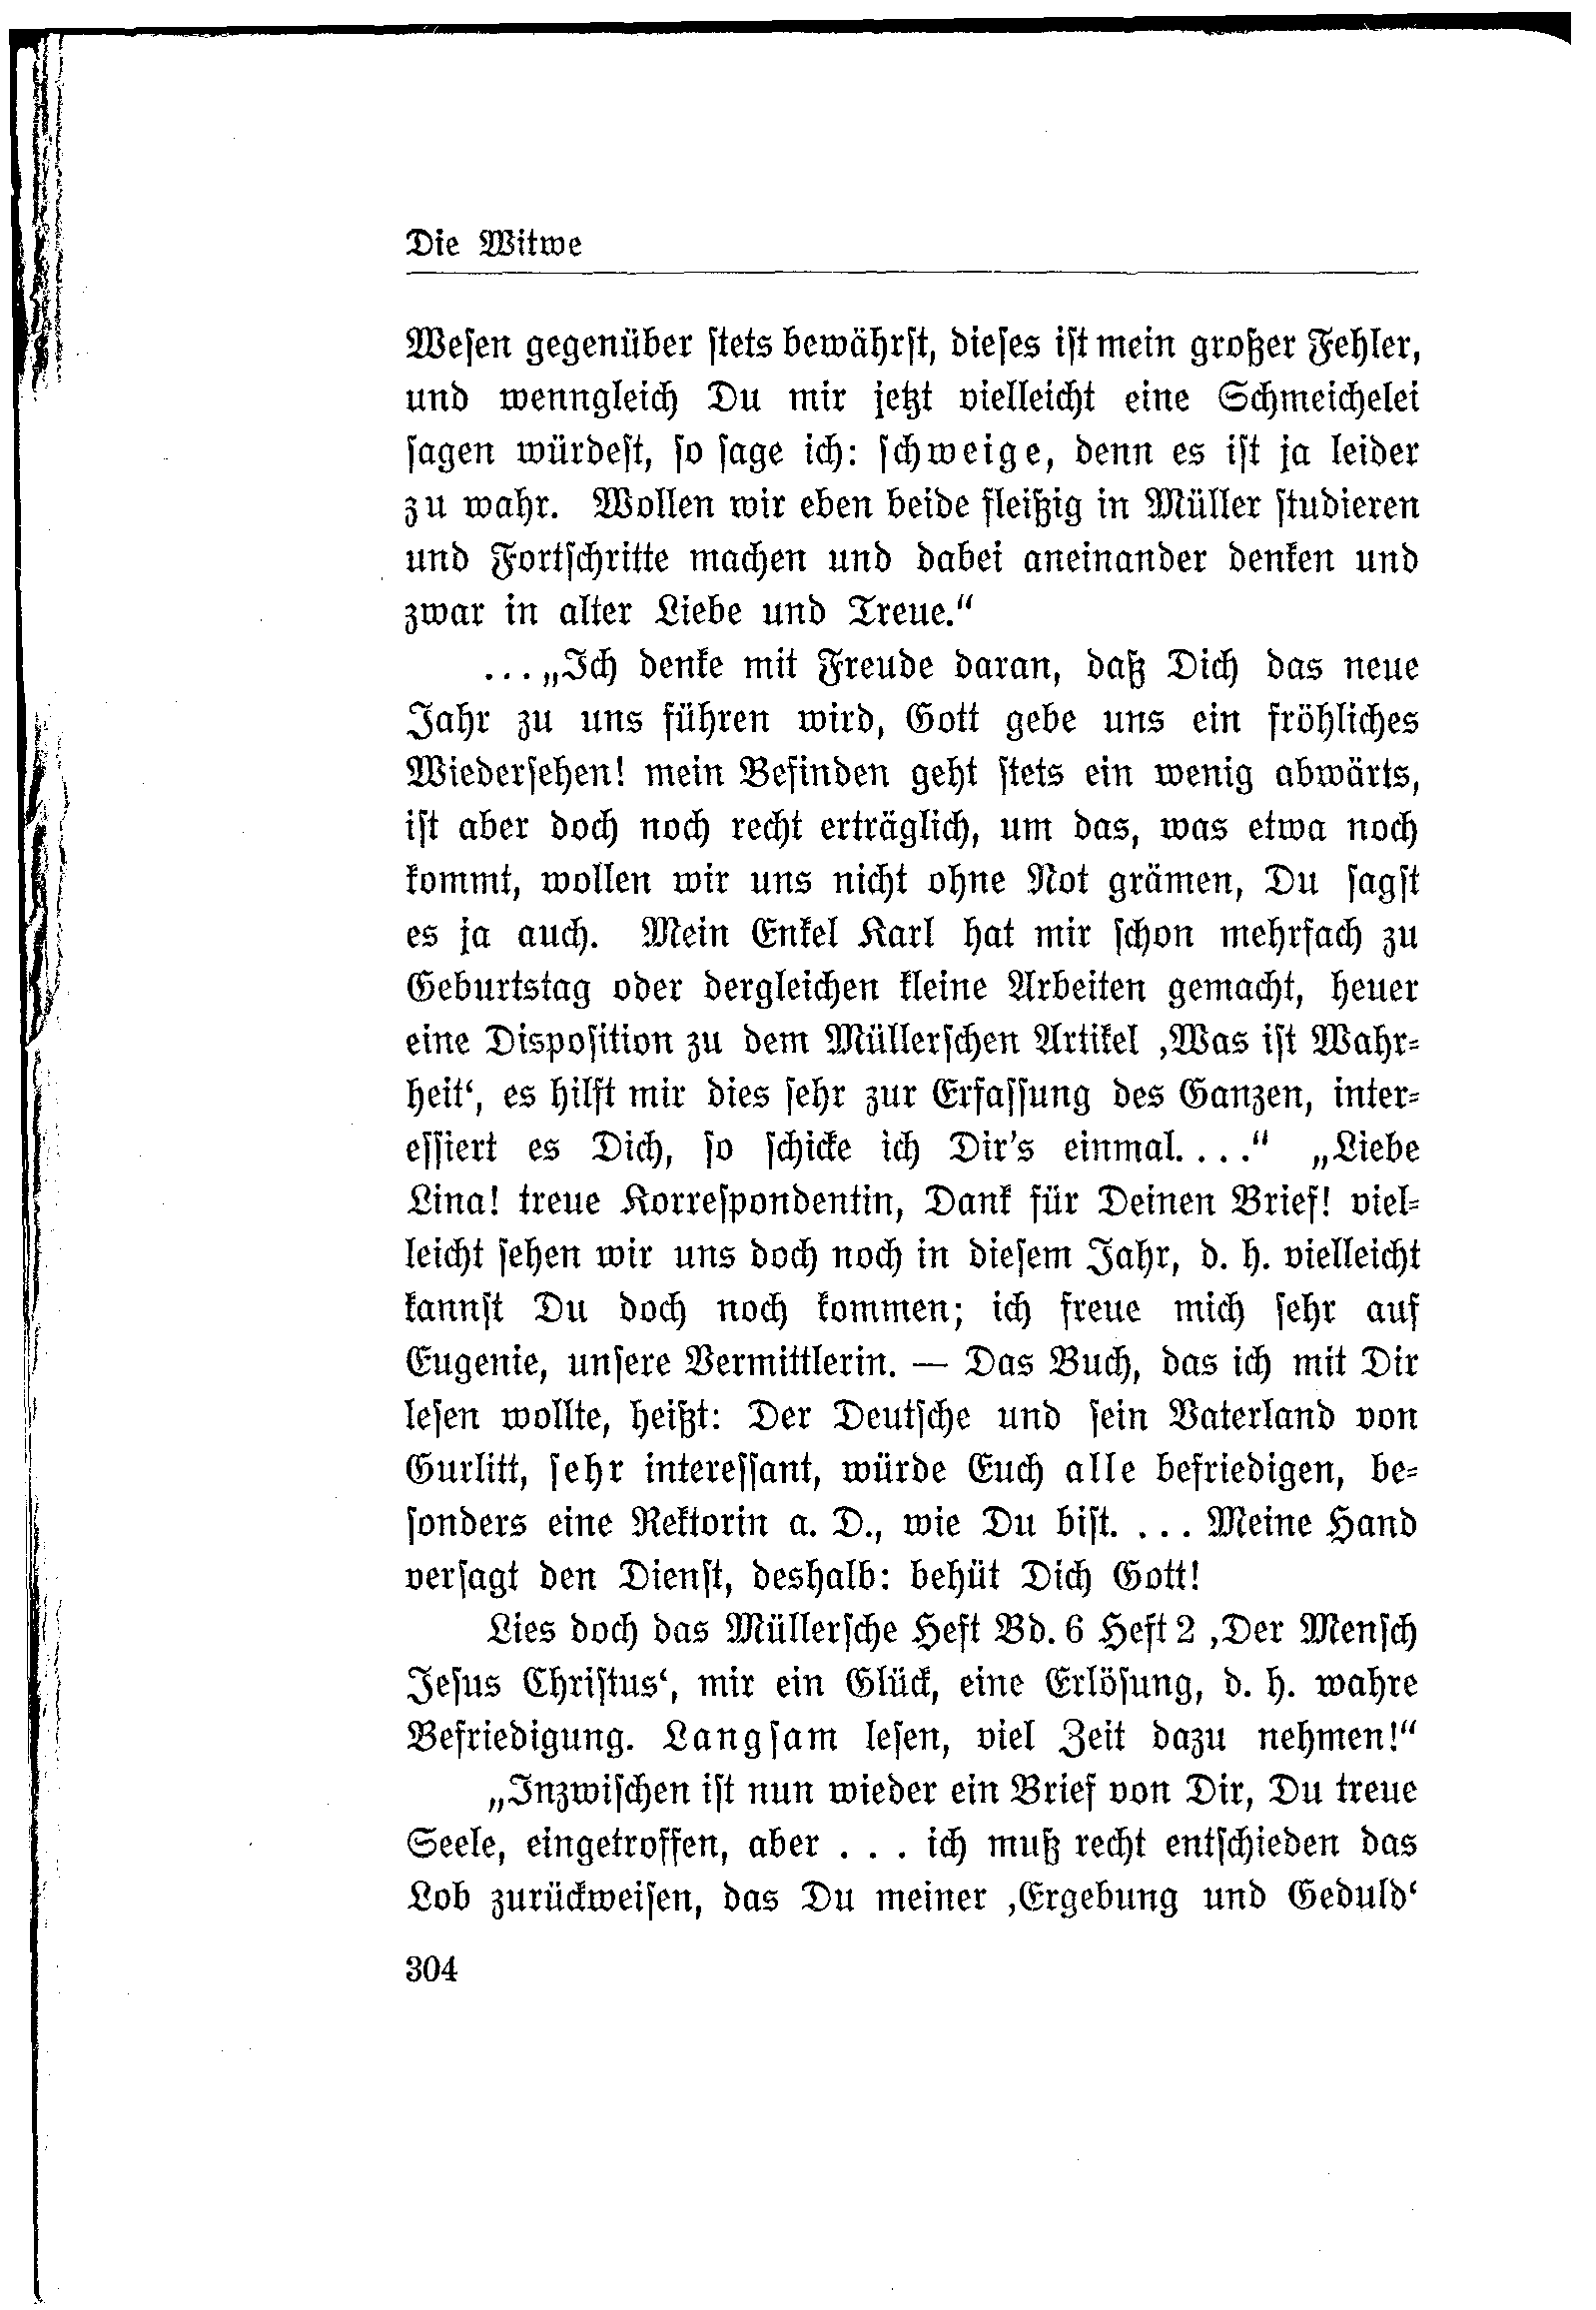 Die Witwe
Wesen gegenüber stets bewährst, dieses ist mein großer Fehler,
und wenngleich Du mir jetzt vielleicht eine Schmeichelei
sagen würdest, so sage ich: schweige, denn es ist ja leider
zu wahr. Wollen wir eben beide fleißig in Müller studieren
und Fortschritte machen und dabei aneinander denken und
zwar in alter Liebe und Treue.“
...„Ich denke mit Freude daran, daß Dich das neue
Jahr zu uns führen wird, Gott gebe uns ein fröhliches
Wiedersehen! mein Befinden geht stets ein wenig abwärts,
ist aber doch noch recht erträglich, um das, was etwa noch
kommt, wollen wir uns nicht ohne Not grämen, Du sagst
es ja auch. Mein Enkel Karl hat mir schon mehrfach zu
Geburtstag oder dergleichen kleine Arbeiten gemacht, heuer
eine Disposition zu dem Müllerschen Artikel ‚Was ist Wahr-
heit‘, es hilft mir dies sehr zur Erfassung des Ganzen, inter-
essiert es Dich, so schicke ich Dir's einmal. . . .“ „Liebe
Lina! treue Korrespondentin, Dank für Deinen Brief! viel-
leicht sehen wir uns doch noch in diesem Jahr, d. h. vielleicht
kannst Du doch noch kommen; ich freue mich sehr auf
Eugenie, unsere Vermittlerin. — Das Buch, das ich mit Dir
lesen wollte, heißt: Der Deutsche und sein Vaterland von
Gurlitt, sehr interessant, würde Euch alle befriedigen, be-
sonders eine Rektorin a. D., wie Du bist. . . . Meine Hand
versagt den Dienst, deshalb: behüt Dich Gott!
Lies doch das Müllersche Heft Bd. 6 Heft 2 ‚Der Mensch
Jesus Christus‘, mir ein Glück, eine Erlösung, d. h. wahre
Befriedigung. Langsam lesen, viel Zeit dazu nehmen!“
„Inzwischen ist nun wieder ein Brief von Dir, Du treue
Seele, eingetroffen, aber . . . ich muß recht entschieden das
Lob zurückweisen, das Du meiner ‚Ergebung und Geduld‘
304